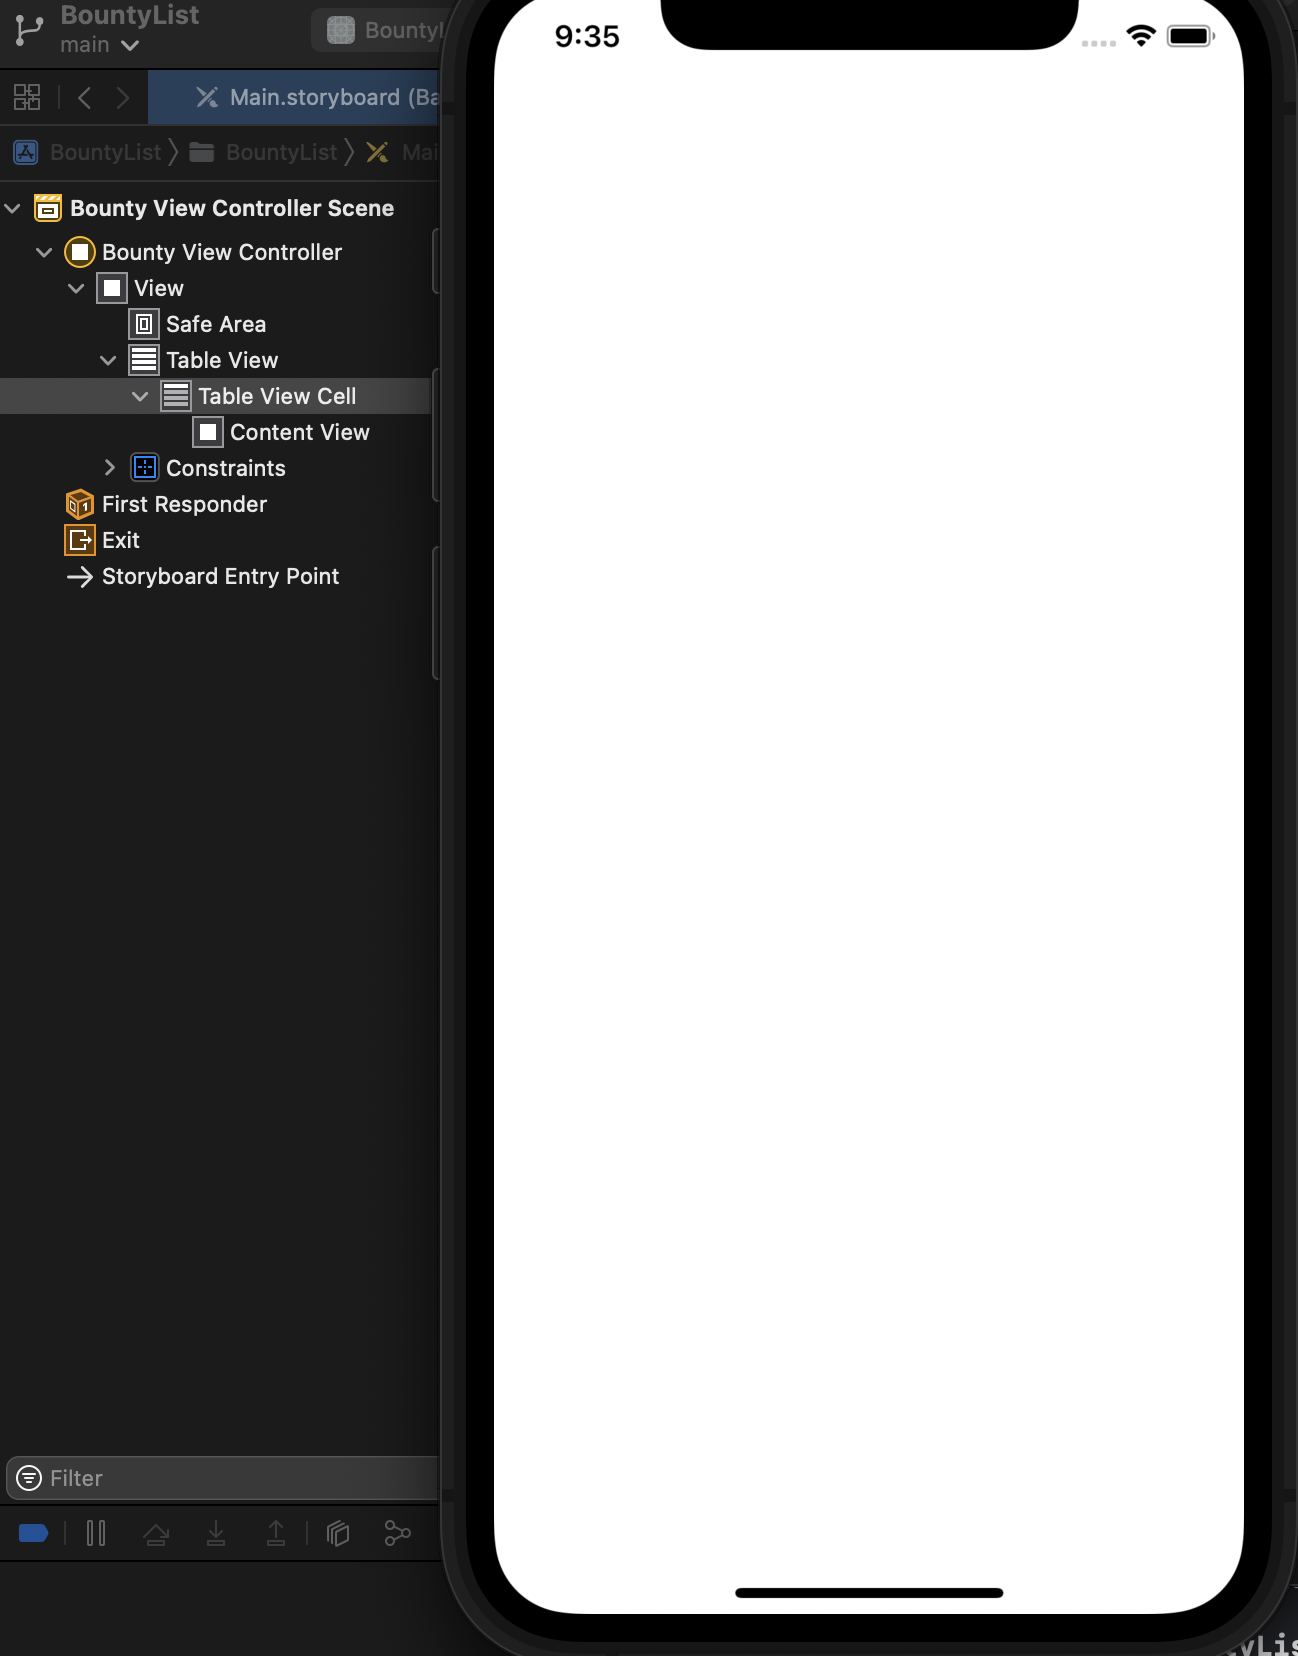 BountyList
main
Bountyl
Main.storyboard (Ba
BountyList
BountyList
Mai
Bounty View Controller Scene
Bounty View Controller
View
Safe Area
Table View
Table View Cell
Content View
Constraints
First Responder
Exit
Storyboard Entry Point
Filter
9:35
yLis